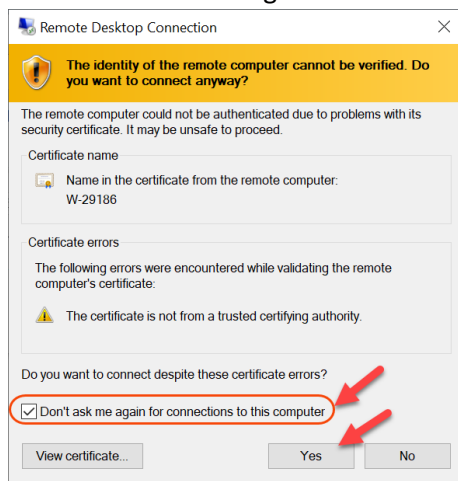 Remote Desktop Connection
The identity of the remote computer cannot be verified. Do
you want to connect anyway?
The remote computer could not be authenticated due to problems with its
security certificate. It may be unsafe to proceed.
Certificate name
Name in the certificate from the remote computer:
W-29186
Certificate errors
The following errors were encountered while validating the remote
computer's certificate:
The certificate is not from a trusted certifying authority.
Do you want to connect despite these certificate errors?
Don't ask me again for connections to this computer
View certificate... Yes No